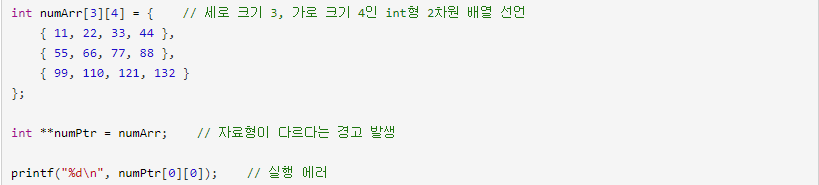 int numArr[3][4] = {    // 세로 크기 3, 가로 크기 4인 int형 2차원 배열 선언
    { 11, 22, 33, 44 },
    { 55, 66, 77, 88 },
    { 99, 110, 121, 132 }
};
int **numPtr = numArr;    // 자료형이 다르다는 경고 발생
printf("%d\n", numPtr[0][0]);    // 실행 에러